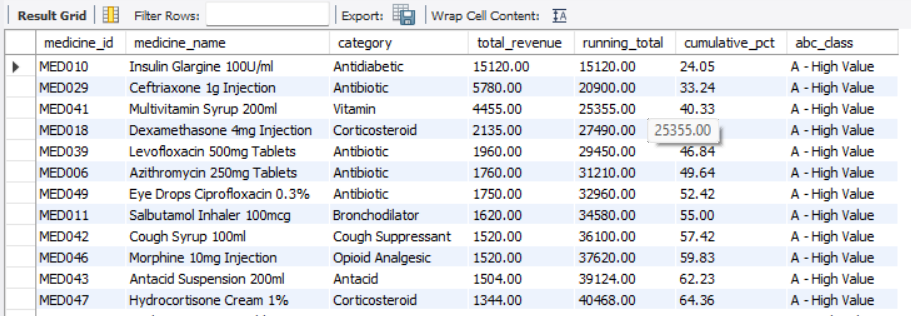 Result Grid Filter Rows: Export: Wrap Cell Content: IA
medicine_id medicine_name category total_revenue running_total cumulative_pct abc_class
MED010 Insulin Glargine 100U/ml Antidiabetic 15120.00 15120.00 24.05 A - High Value
MED029 Ceftriaxone 1g Injection Antibiotic 5780.00 20900.00 33.24 A - High Value
MED041 Multivitamin Syrup 200ml Vitamin 4455.00 25355.00 40.33 A - High Value
MED018 Dexamethasone 4mg Injection Corticosteroid 2135.00 27490.00 25355.00 A - High Value
MED039 Levofloxacin 500mg Tablets Antibiotic 1960.00 29450.00 46.84 A - High Value
MED006 Azithromycin 250mg Tablets Antibiotic 1760.00 31210.00 49.64 A - High Value
MED049 Eye Drops Ciprofloxacin 0.3% Antibiotic 1750.00 32960.00 52.42 A - High Value
MED011 Salbutamol Inhaler 100mcg Bronchodilator 1620.00 34580.00 55.00 A - High Value
MED042 Cough Syrup 100ml Cough Suppressant 1520.00 36100.00 57.42 A - High Value
MED046 Morphine 10mg Injection Opioid Analgesic 1520.00 37620.00 59.83 A - High Value
MED043 Antacid Suspension 200ml Antacid 1504.00 39124.00 62.23 A - High Value
MED047 Hydrocortisone Cream 1% Corticosteroid 1344.00 40468.00 64.36 A - High Value